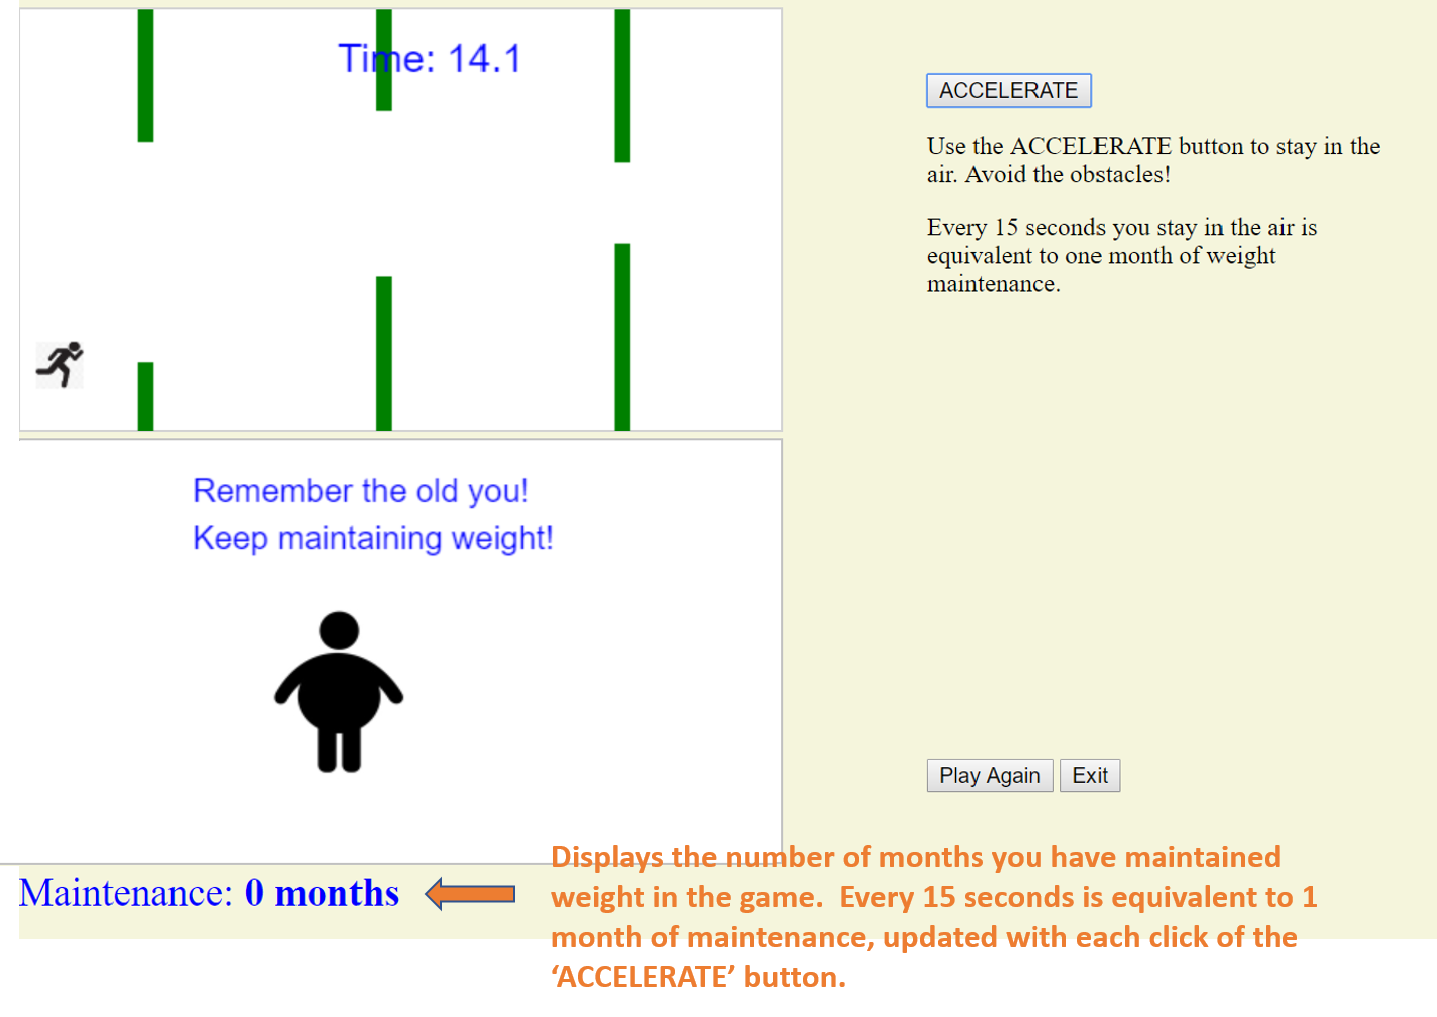 Time: 14.1
ACCELERATE
Use the ACCELERATE button to stay in the
air. Avoid the obstacles!
Every 15 seconds you stay in the air is
equivalent to one month of weight
maintenance.
Remember the old you!
Keep maintaining weight!
Play Again
Exit
Maintenance: 0 months
Displays the number of months you have maintained
weight in the game.  Every 15 seconds is equivalent to 1
month of maintenance, updated with each click of the
‘ACCELERATE’ button.